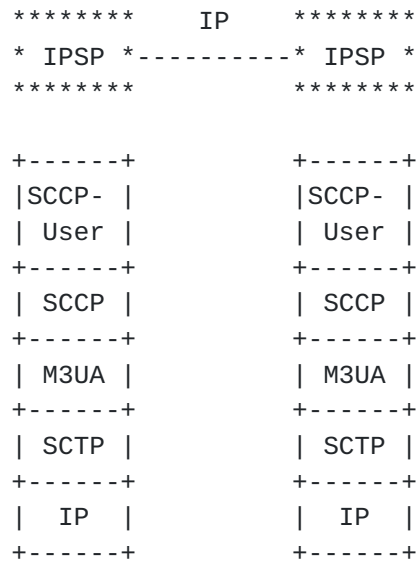 ********     IP     ********
* IPSP *----------* IPSP *
********            ********

+------+          +------+
|SCCP- |          |SCCP- |
| User |          | User |
+------+          +------+
| SCCP |          | SCCP |
+------+          +------+
| M3UA |          | M3UA |
+------+          +------+
| SCTP |          | SCTP |
+------+          +------+
|  IP  |          |  IP  |
+------+          +------+